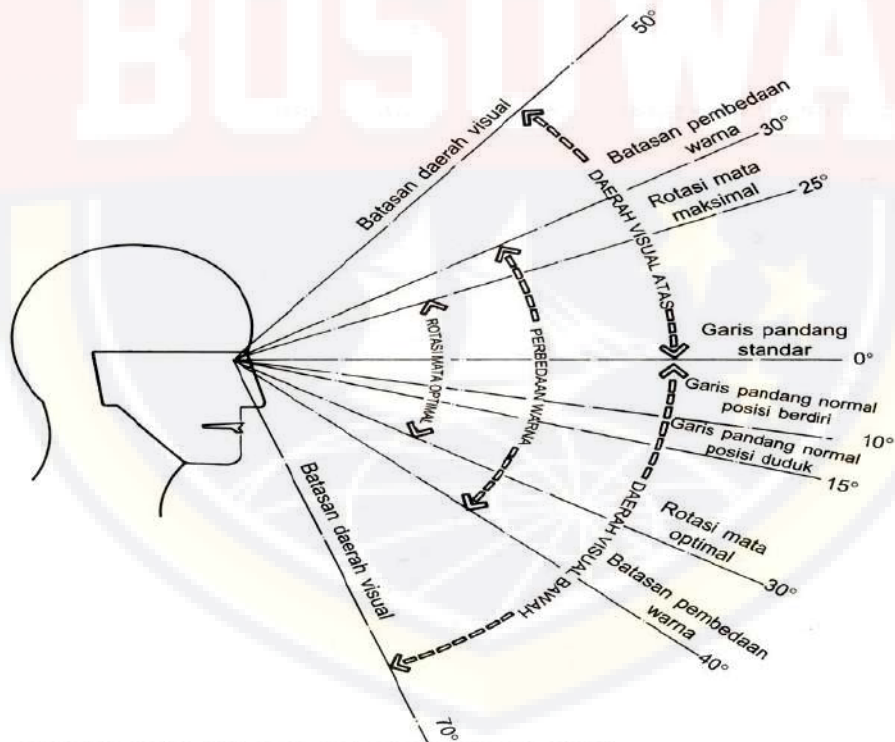 BOSOWA
50°
Batasan daerah visual
Batasan pembedaan
warna
30°
DAERAH VISUAL ATAS
Rotasi mata
maksimal
25°
ROTASI MATA OPTIMAL
PERBEDAAN WARNA
Garis pandang
standar
0°
Garis pandang normal
posisi berdiri
10°
Garis pandang normal
posisi duduk
15°
DAERAH VISUAL BAWAH
Rotasi mata
optimal
30°
Batasan pembedaan
warna
40°
Batasan daerah visual
70°